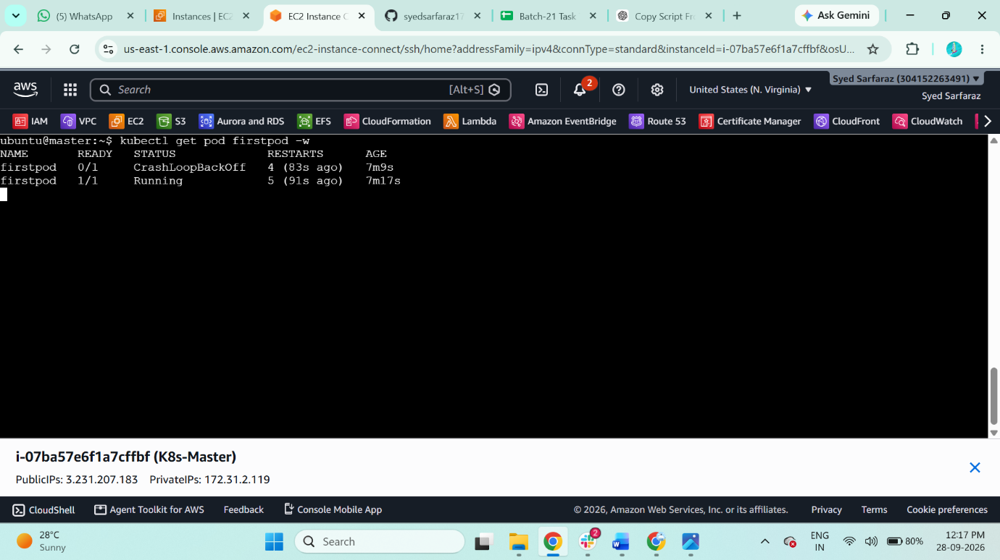 (5) WhatsApp
Instances | EC2
EC2 Instance C
syedsarfaraz17
Batch-21 Task
Copy Script Fro
Ask Gemini
us-east-1.console.aws.amazon.com/ec2-instance-connect/ssh/home?addressFamily=ipv4&connType=standard&instanceId=i-07ba57e6f1a7cffbf&osU...
aws
Search
[Alt+S]
2
United States (N. Virginia)
Syed Sarfaraz (304152263491)
Syed Sarfaraz
IAM VPC EC2 S3 Aurora and RDS EFS CloudFormation Lambda Amazon EventBridge Route 53 Certificate Manager CloudFront CloudWatch
ubuntu@master:~$ kubectl get pod firstpod -w
NAME READY STATUS RESTARTS AGE
firstpod 0/1 CrashLoopBackOff 4 (83s ago) 7m9s
firstpod 1/1 Running 5 (91s ago) 7m17s
i-07ba57e6f1a7cffbf (K8s-Master)
PublicIPs: 3.231.207.183 PrivateIPs: 172.31.2.119
CloudShell Agent Toolkit for AWS Feedback Console Mobile App © 2026, Amazon Web Services, Inc. or its affiliates. Privacy Terms Cookie preferences
28°C
Sunny
Search
2
ENG
IN
80%
12:17 PM
28-09-2026